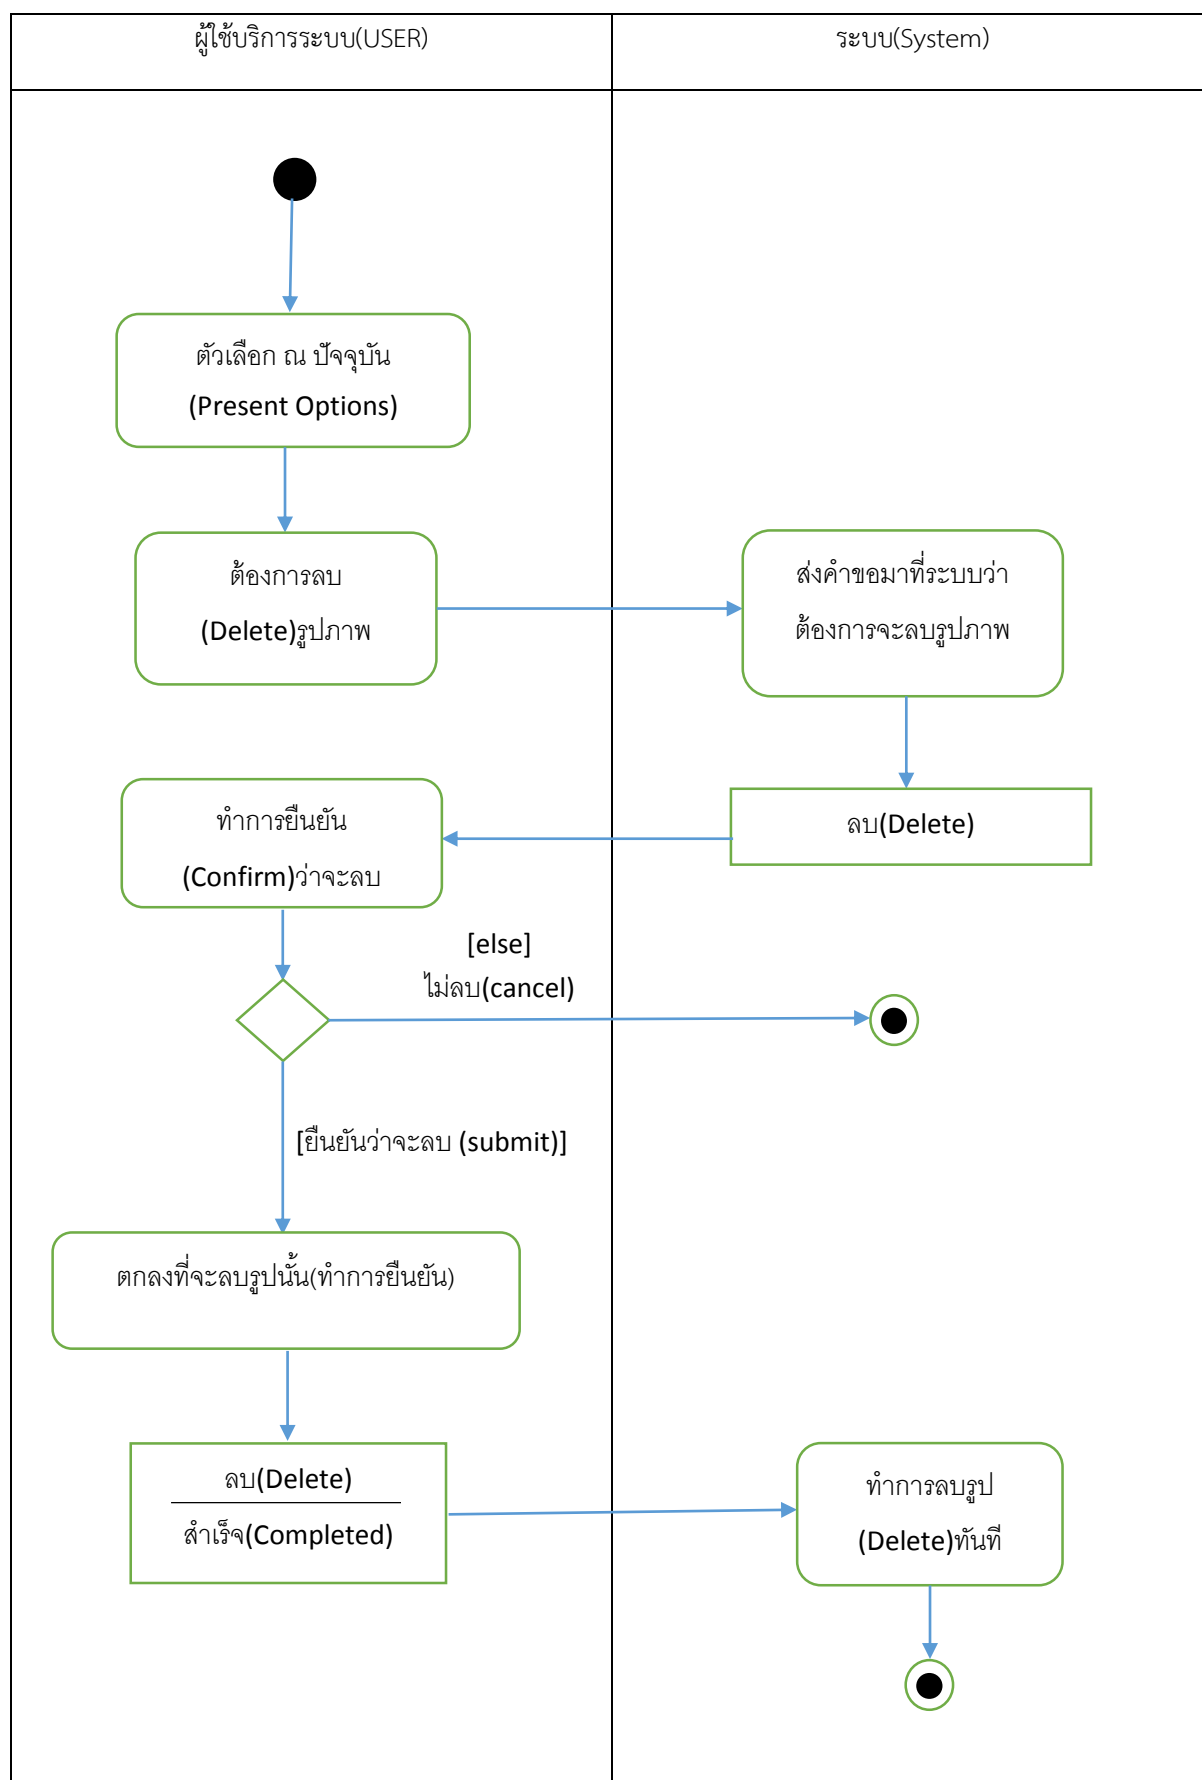 ผู้ใช้บริการระบบ(USER)
ระบบ(System)
ตัวเลือก ณ ปัจจุบัน
(Present Options)
ต้องการลบ
(Delete)รูปภาพ
ส่งคำขอมาที่ระบบว่า
ต้องการจะลบรูปภาพ
ทำการยืนยัน
(Confirm)ว่าจะลบ
ลบ(Delete)
[else]
ไม่ลบ(cancel)
[ยืนยันว่าจะลบ (submit)]
ตกลงที่จะลบรูปนั้น(ทำการยืนยัน)
ลบ(Delete)
สำเร็จ(Completed)
ทำการลบรูป
(Delete)ทันที